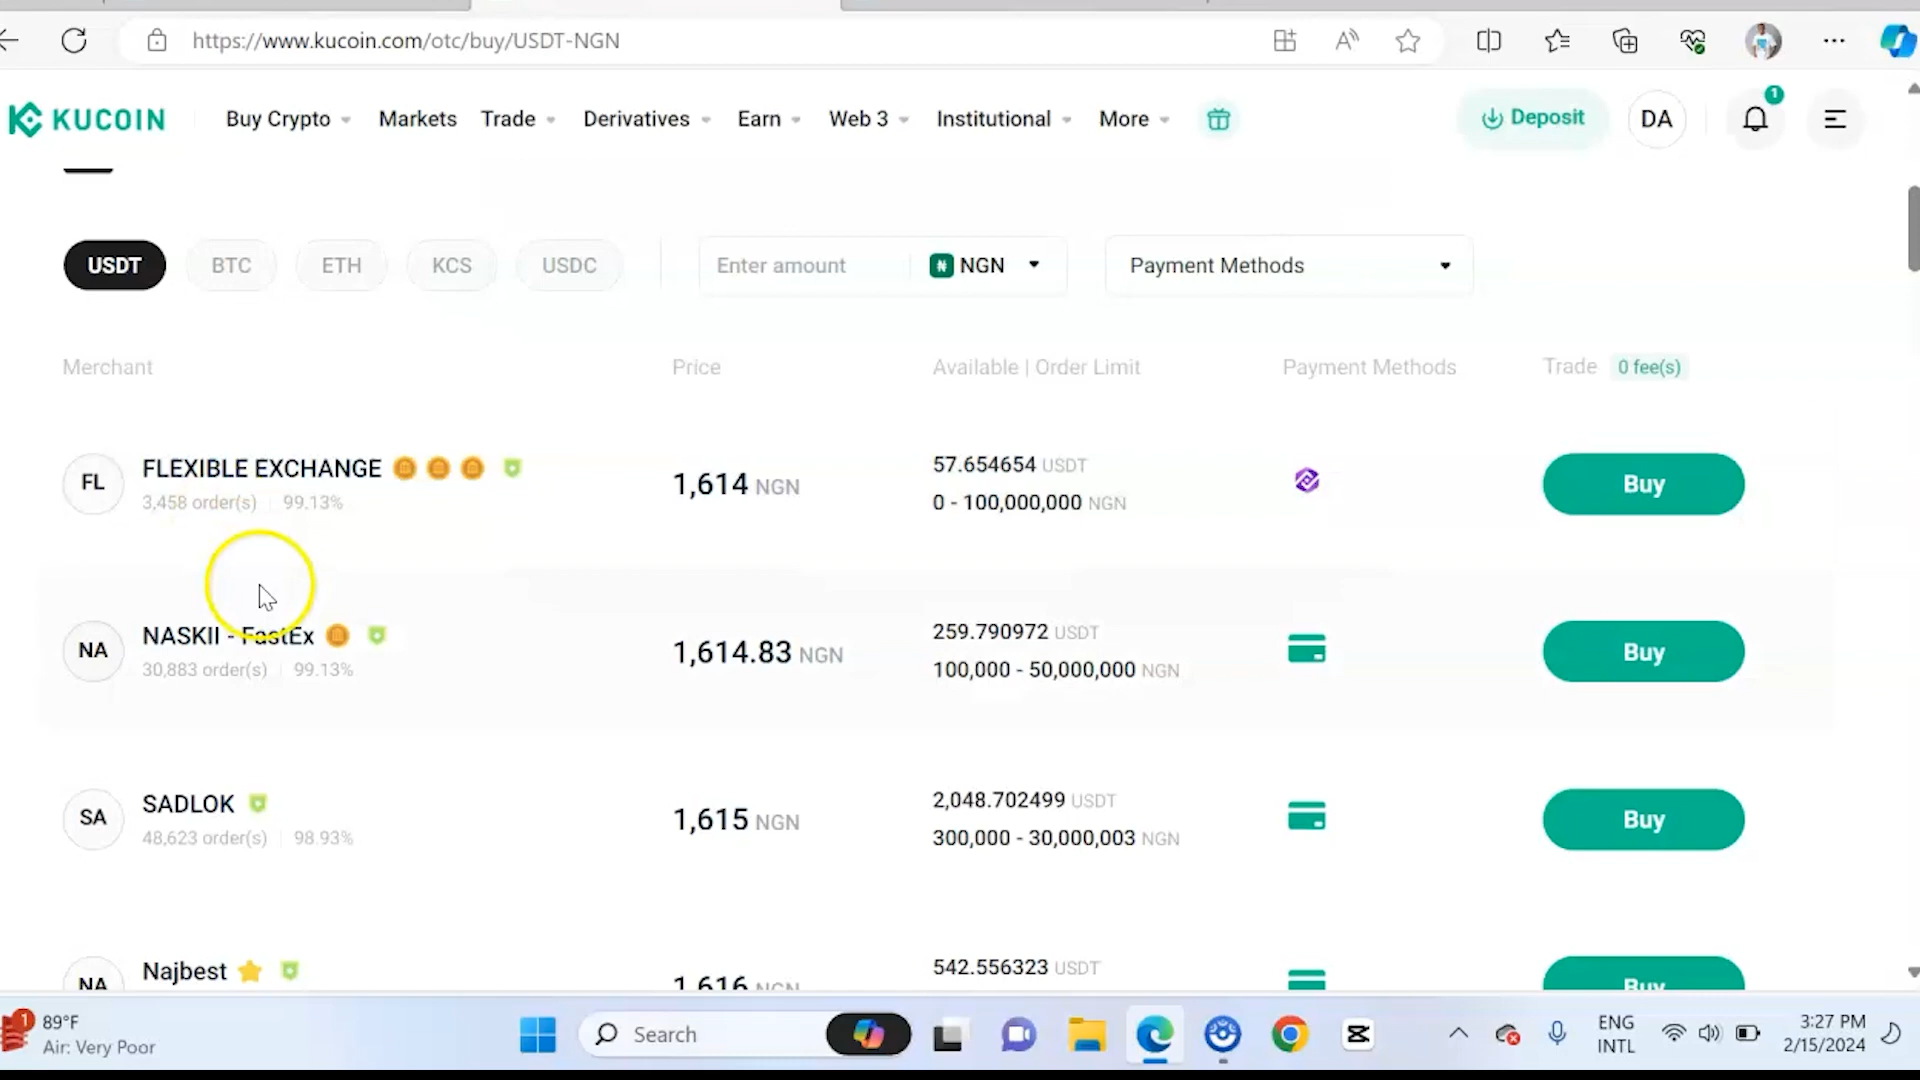 https://www.kucoin.com/otc/buy/USDT-NGN
KUCOIN Buy Crypto Markets Trade Derivatives Earn Web 3 Institutional More Deposit DA 1
USDT BTC ETH KCS USDC Enter amount NGN Payment Methods
Merchant Price Available | Order Limit Payment Methods Trade 0 fee(s)
FL FLEXIBLE EXCHANGE 1,614 NGN 57.654654 USDT Buy
3,458 order(s) | 99.13% 0 - 100,000,000 NGN
NA NASKII - FastEx 1,614.83 NGN 259.790972 USDT Buy
30,883 order(s) | 99.13% 100,000 - 50,000,000 NGN
SA SADLOK 1,615 NGN 2,048.702499 USDT Buy
48,623 order(s) | 98.93% 300,000 - 30,000,003 NGN
NA Najbest 1,616 NGN 542.556323 USDT Buy
1 89°F Search ENG 3:27 PM
Air: Very Poor INTL 2/15/2024